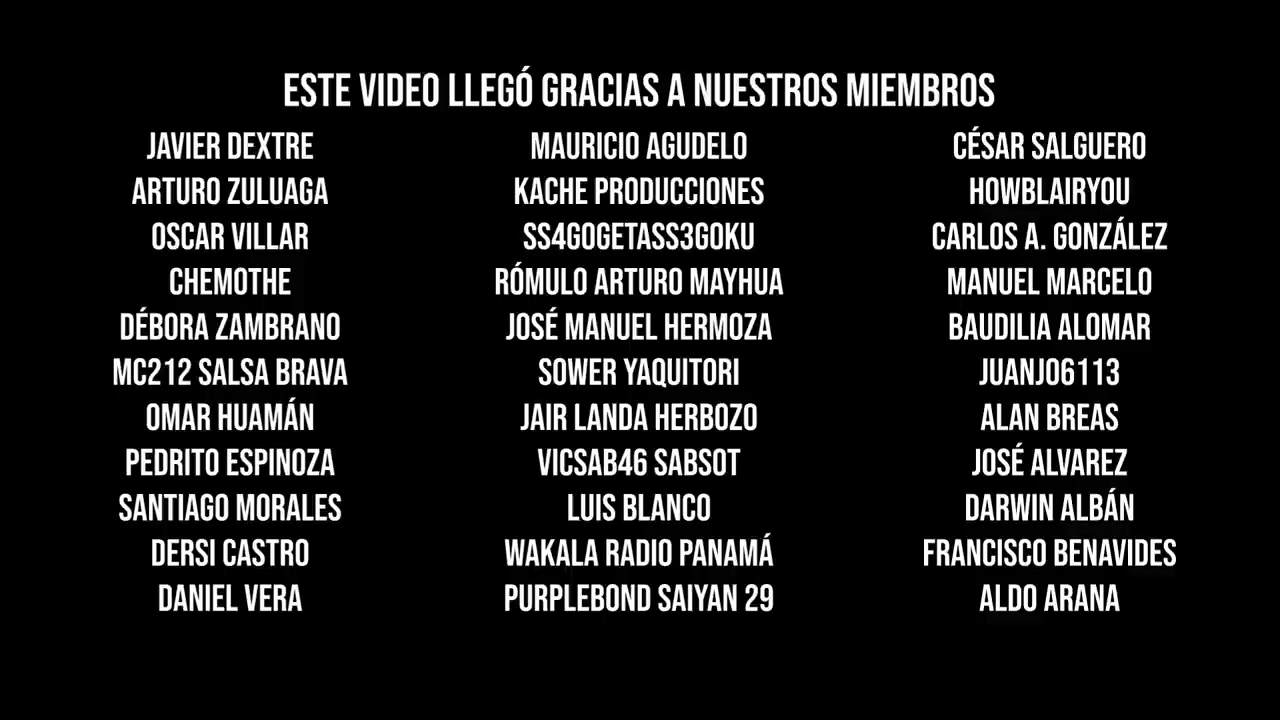 ESTE VIDEO LLEGÓ GRACIAS A NUESTROS MIEMBROS
JAVIER DEXTRE
ARTURO ZULUAGA
OSCAR VILLAR
CHEMOTHE
DÉBORA ZAMBRANO
MC212 SALSA BRAVA
OMAR HUAMÁN
PEDRITO ESPINOZA
SANTIAGO MORALES
DERSI CASTRO
DANIEL VERA
MAURICIO AGUDELO
KACHE PRODUCCIONES
SS4GOGETASS3GOKU
RÓMULO ARTURO MAYHUA
JOSÉ MANUEL HERMOZA
SOWER YAQUITORI
JAIR LANDA HERBOZO
VICSAB46 SABSOT
LUIS BLANCO
WAKALA RADIO PANAMÁ
PURPLEBOND SAIYAN 29
CÉSAR SALGUERO
HOWBLAIRYOU
CARLOS A. GONZÁLEZ
MANUEL MARCELO
BAUDILIA ALOMAR
JUANJO6113
ALAN BREAS
JOSÉ ALVAREZ
DARWIN ALBÁN
FRANCISCO BENAVIDES
ALDO ARANA